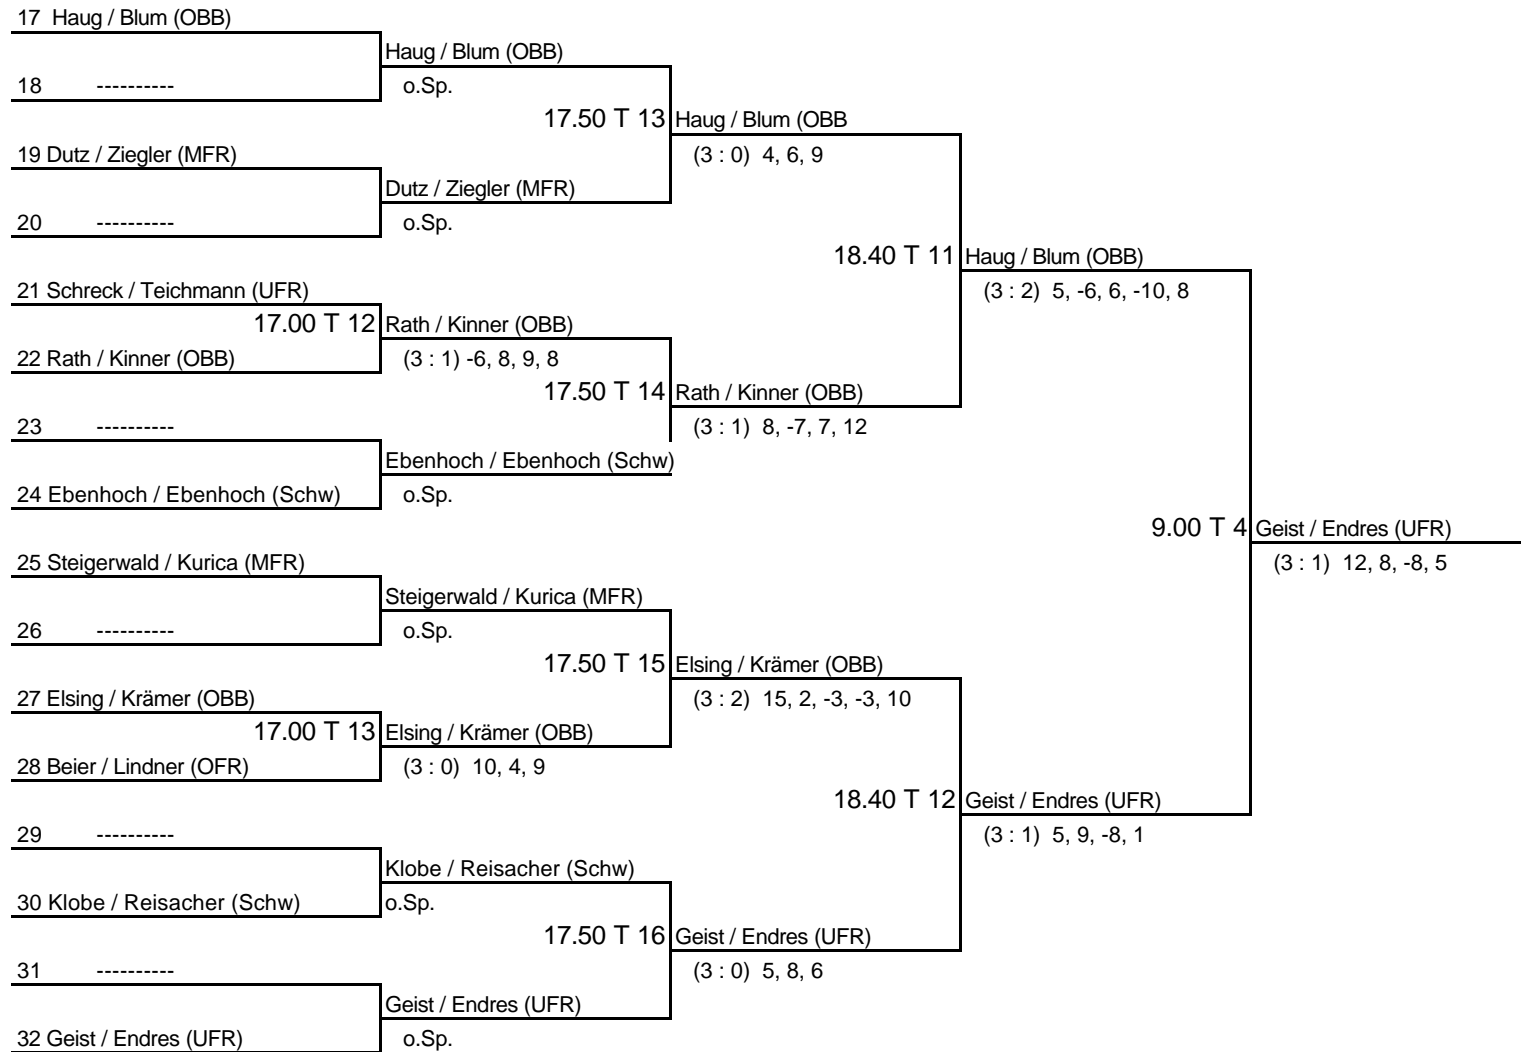 17 Haug / Blum (OBB)
Haug / Blum (OBB)
18 ----------
o.Sp.
17.50 T 13 Haug / Blum (OBB
19 Dutz / Ziegler (MFR)
(3 : 0) 4, 6, 9
Dutz / Ziegler (MFR)
20 ----------
o.Sp.
18.40 T 11 Haug / Blum (OBB)
21 Schreck / Teichmann (UFR)
(3 : 2) 5, -6, 6, -10, 8
17.00 T 12 Rath / Kinner (OBB)
22 Rath / Kinner (OBB)
(3 : 1) -6, 8, 9, 8
17.50 T 14 Rath / Kinner (OBB)
23 ----------
(3 : 1) 8, -7, 7, 12
Ebenhoch / Ebenhoch (Schw)
24 Ebenhoch / Ebenhoch (Schw)
o.Sp.
9.00 T 4 Geist / Endres (UFR)
25 Steigerwald / Kurica (MFR)
(3 : 1) 12, 8, -8, 5
Steigerwald / Kurica (MFR)
26 ----------
o.Sp.
17.50 T 15 Elsing / Krämer (OBB)
27 Elsing / Krämer (OBB)
(3 : 2) 15, 2, -3, -3, 10
17.00 T 13 Elsing / Krämer (OBB)
28 Beier / Lindner (OFR)
(3 : 0) 10, 4, 9
18.40 T 12 Geist / Endres (UFR)
29 ----------
(3 : 1) 5, 9, -8, 1
Klobe / Reisacher (Schw)
30 Klobe / Reisacher (Schw)
o.Sp.
17.50 T 16 Geist / Endres (UFR)
31 ----------
(3 : 0) 5, 8, 6
Geist / Endres (UFR)
32 Geist / Endres (UFR)
o.Sp.